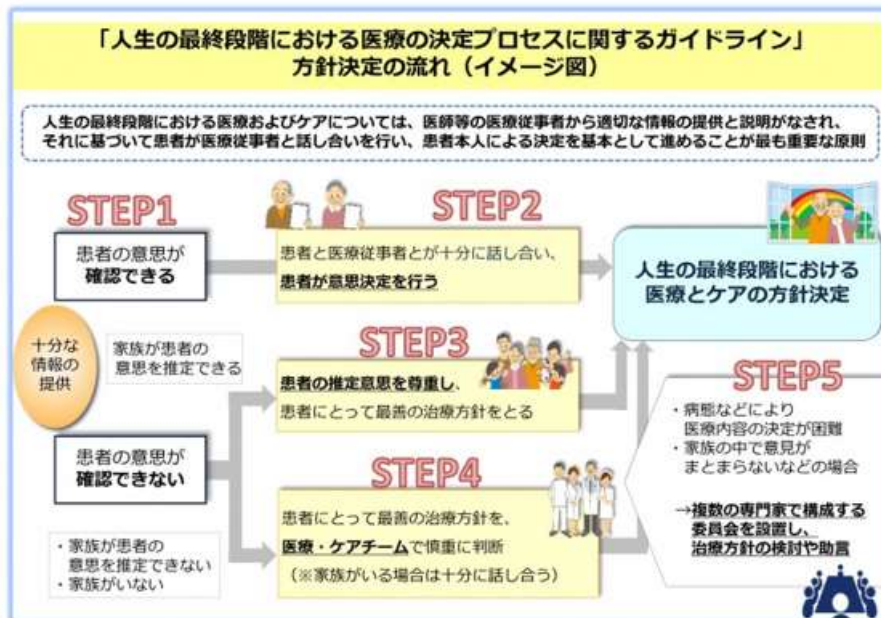 「人生の最終段階における医療の決定プロセスに関するガイドライン」
方針決定の流れ（イメージ図）
人生の最終段階における医療およびケアについては、医師等の医療従事者から適切な情報の提供と説明がなされ、
それに基づいて患者が医療従事者と話し合いを行い、患者本人による決定を基本として進めることが最も重要な原則
STEP1
患者の意思が
確認できる
STEP2
患者と医療従事者とが十分に話し合い、
患者が意思決定を行う
人生の最終段階における
医療とケアの方針決定
十分な
情報の
提供
家族が患者の
意思を推定できる
STEP3
患者の推定意思を尊重し、
患者にとって最善の治療方針をとる
患者の意思が
確認できない
・家族が患者の
意思を推定できない
・家族がいない
STEP4
患者にとって最善の治療方針を、
医療・ケアチームで慎重に判断
（※家族がいる場合は十分に話し合う）
STEP5
・病態などにより
医療内容の決定が困難
・家族の中で意見が
まとまらないなどの場合
→複数の専門家で構成する
委員会を設置し、
治療方針の検討や助言